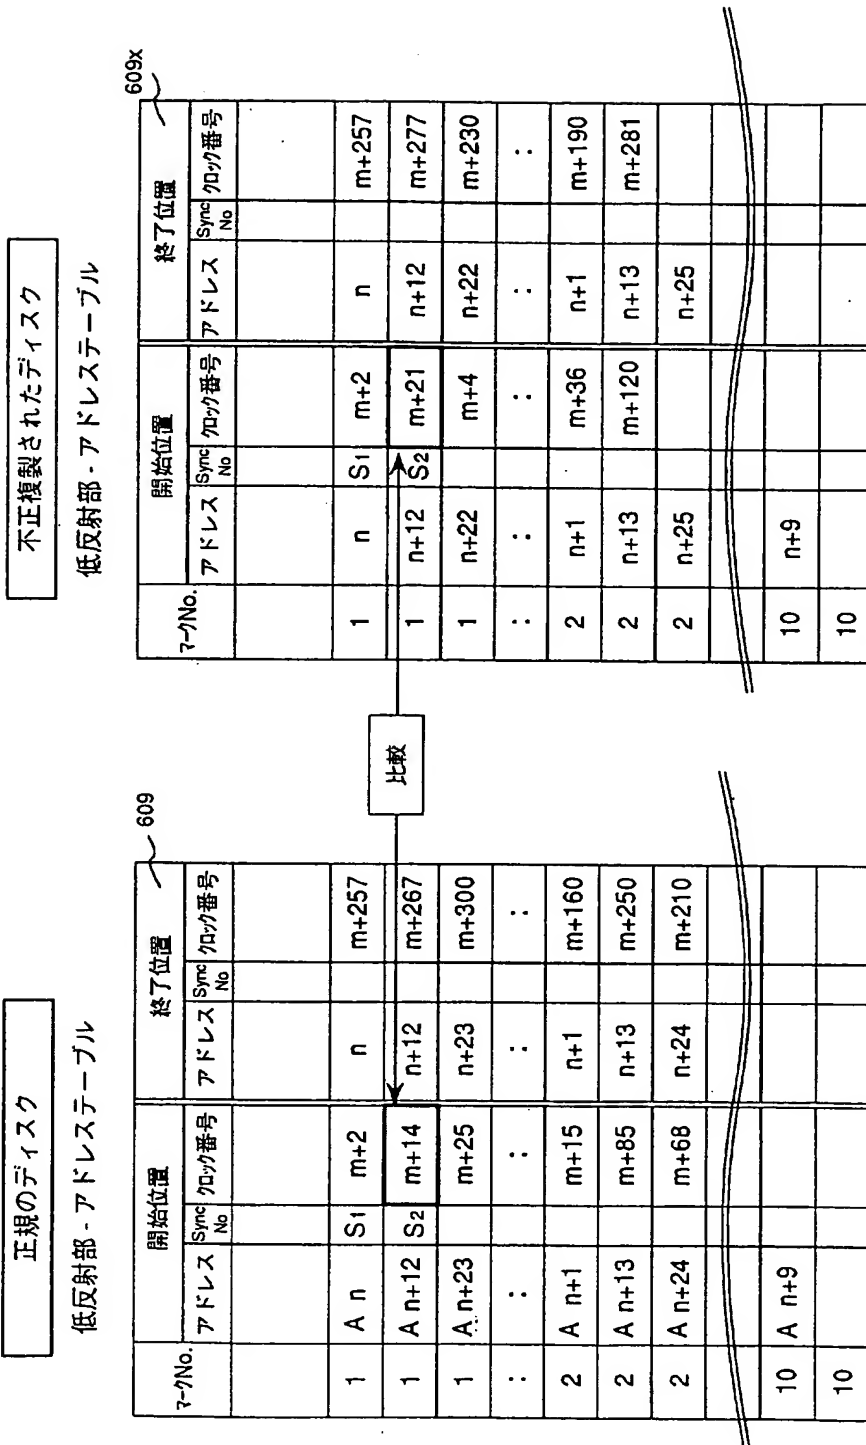 正規のディスク
低反射部 - アドレステーブル
609
マークNo. 開始位置 終了位置
アドレス Sync No クロック番号 アドレス Sync No クロック番号
1 A n S1 m+2 n m+257
1 A n+12 S2 m+14 n+12 m+267
1 A n+23 m+25 n+23 m+300
: : : : :
2 A n+1 m+15 n+1 m+160
2 A n+13 m+85 n+13 m+250
2 A n+24 m+68 n+24 m+210
10 A n+9
10
比較
不正複製されたディスク
低反射部 - アドレステーブル
609x
マークNo. 開始位置 終了位置
アドレス Sync No クロック番号 アドレス Sync No クロック番号
1 n S1 m+2 n m+257
1 n+12 S2 m+21 n+12 m+277
1 n+22 m+4 n+22 m+230
: : : : :
2 n+1 m+36 n+1 m+190
2 n+13 m+120 n+13 m+281
2 n+25 n+25
10 n+9
10